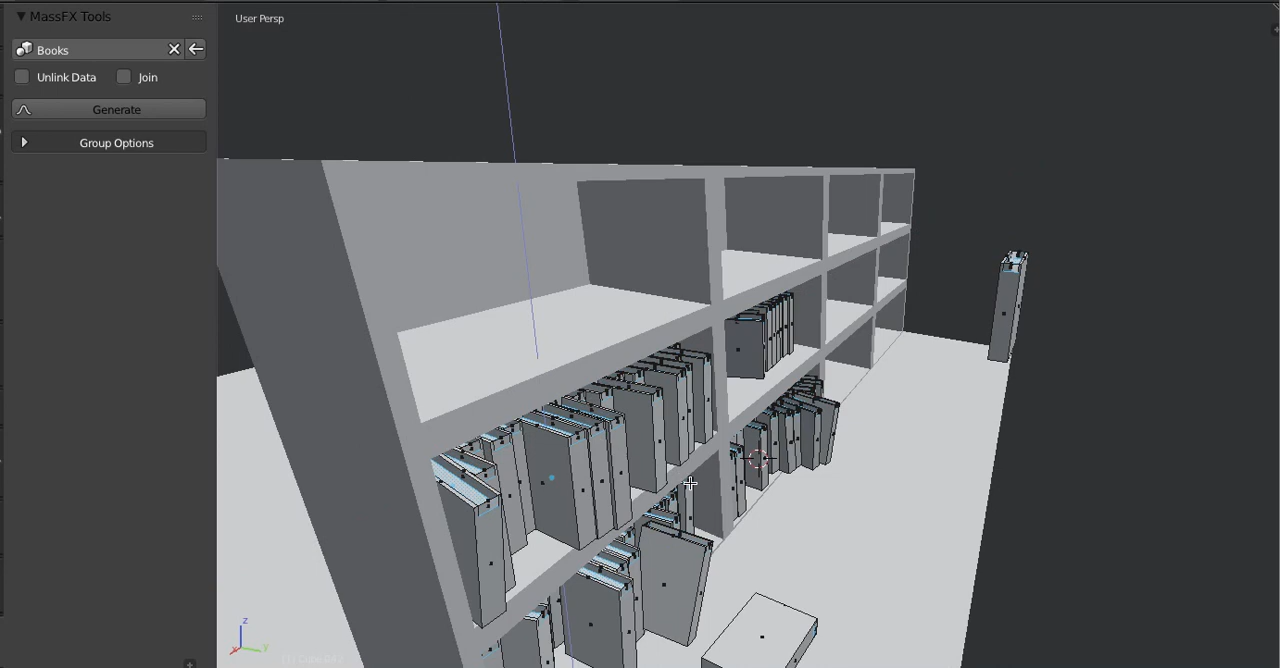 MassFX Tools
User Persp
Books
Unlink Data
Join
Generate
Group Options
z
y
x